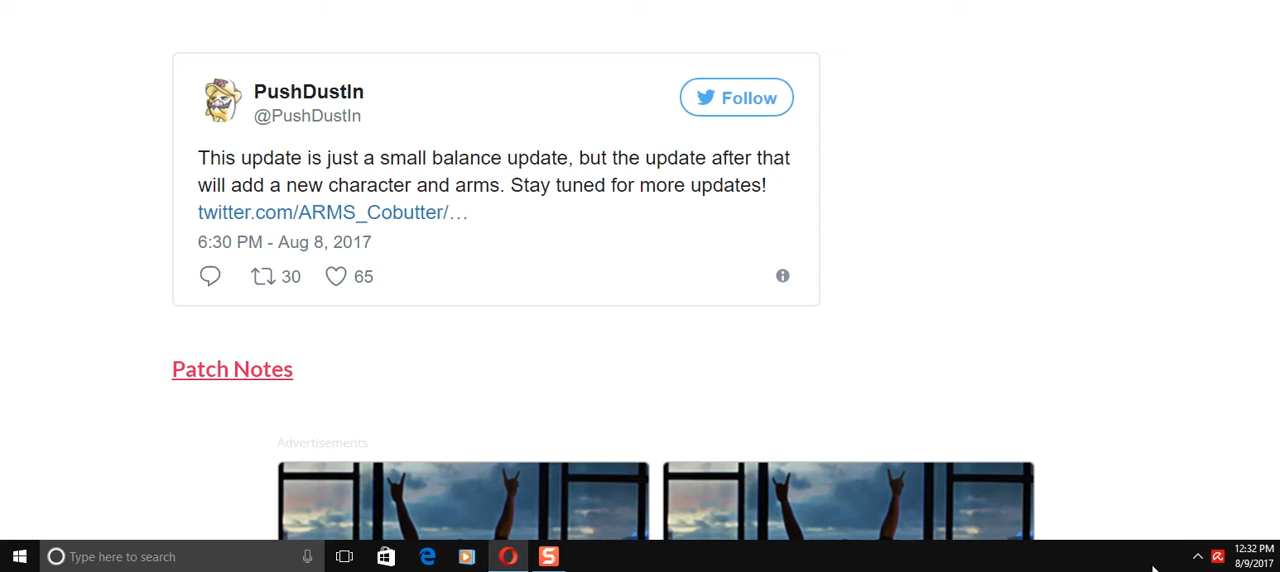 PushDustIn
@PushDustIn
Follow
This update is just a small balance update, but the update after that
will add a new character and arms. Stay tuned for more updates!
twitter.com/ARMS_Cobutter/…
6:30 PM - Aug 8, 2017
30 65
Patch Notes
Advertisements
Type here to search
12:32 PM
8/9/2017